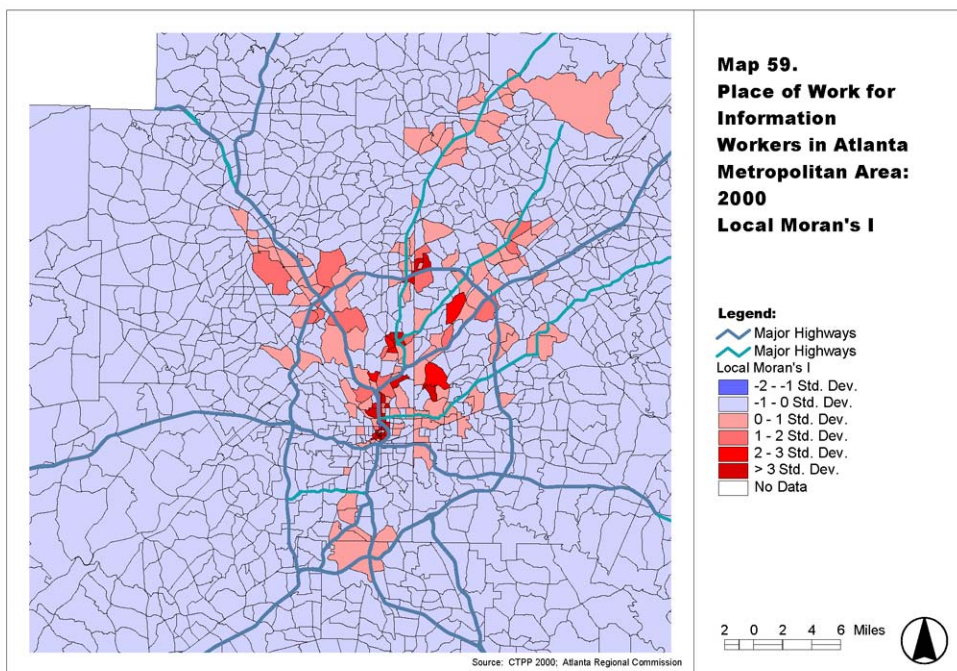 Map 59.
Place of Work for
Information
Workers in Atlanta
Metropolitan Area:
2000
Local Moran's I
Legend:
Major Highways
Major Highways
Local Moran's I
-2 - -1 Std. Dev.
-1 - 0 Std. Dev.
0 - 1 Std. Dev.
1 - 2 Std. Dev.
2 - 3 Std. Dev.
> 3 Std. Dev.
No Data
2 0 2 4 6 Miles
Source: CTPP 2000; Atlanta Regional Commission